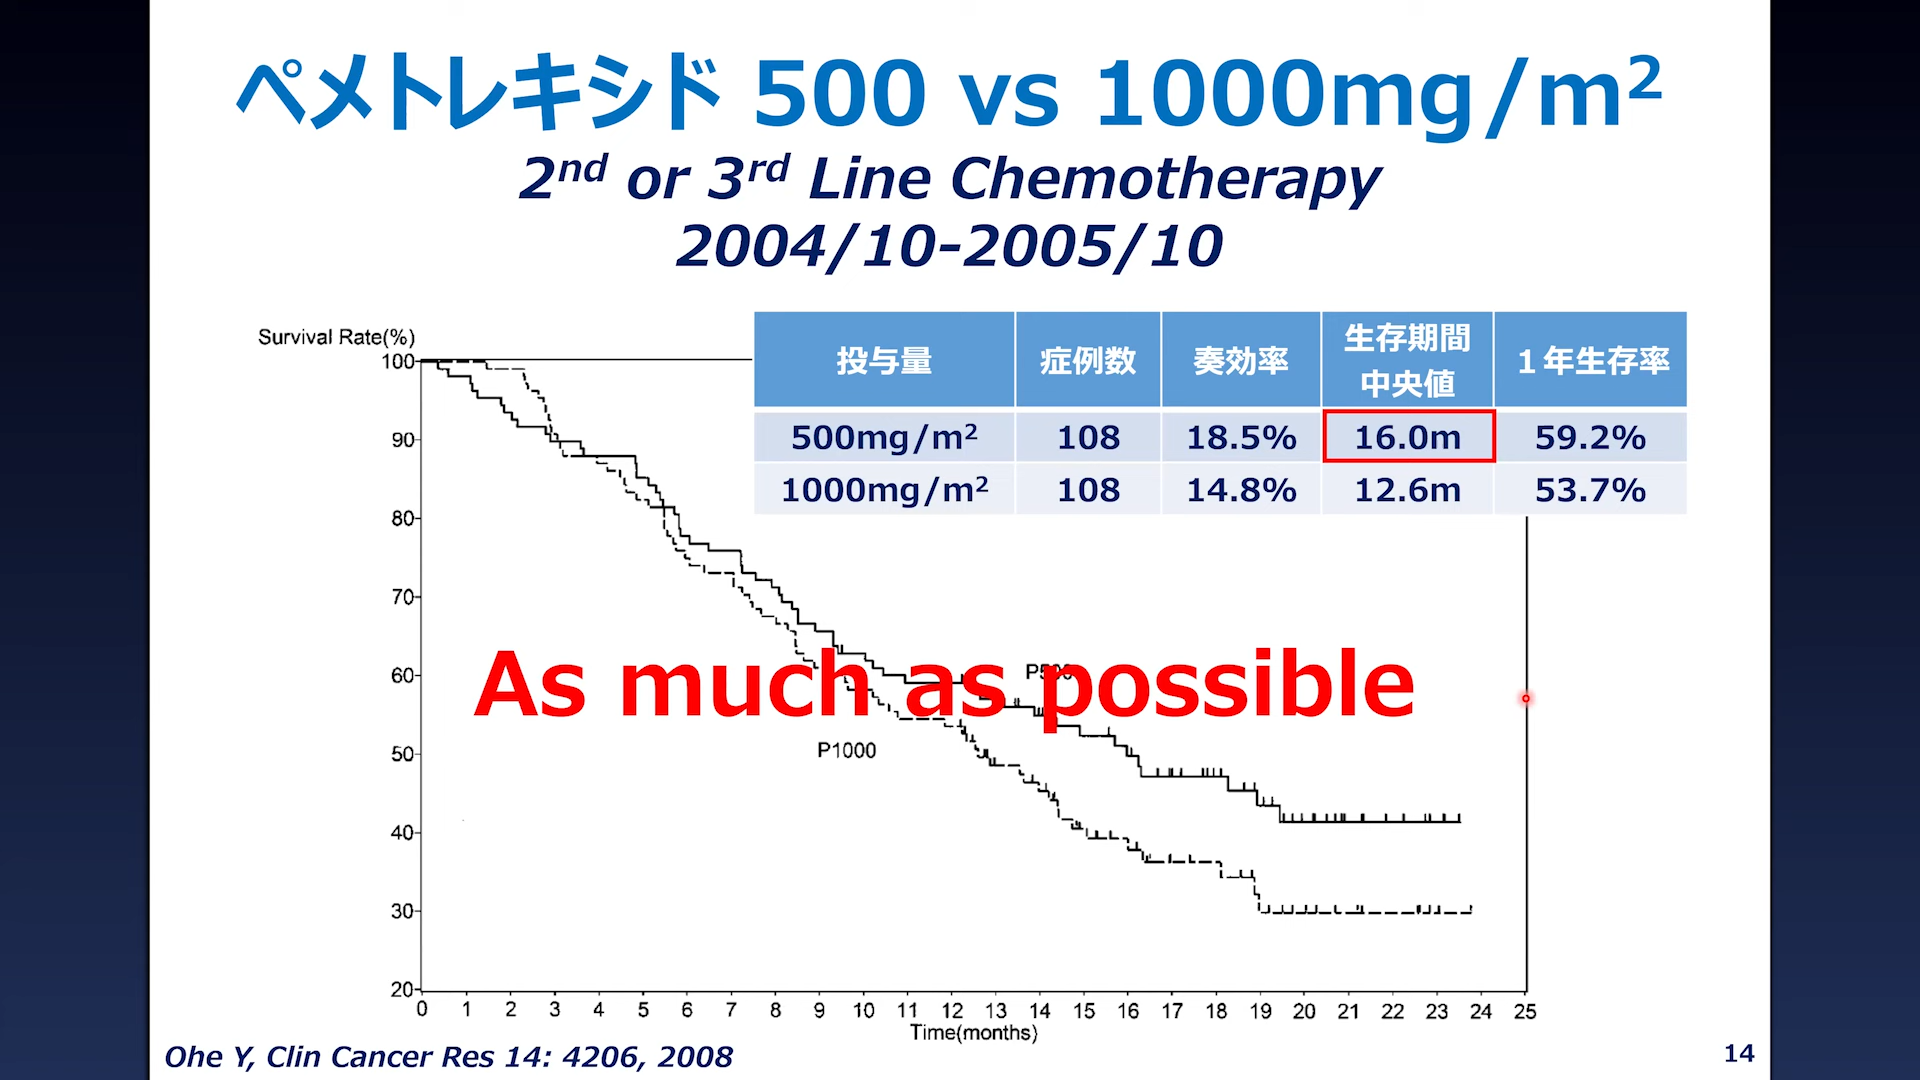 ペメトレキシド 500 vs 1000mg/m²
2nd or 3rd Line Chemotherapy
2004/10-2005/10
Survival Rate(%)
投与量 症例数 奏効率 生存期間中央値 １年生存率
500mg/m² 108 18.5% 16.0m 59.2%
1000mg/m² 108 14.8% 12.6m 53.7%
100
90
80
70
60
50
40
30
20
P500
As much as possible
P1000
0 1 2 3 4 5 6 7 8 9 10 11 12 13 14 15 16 17 18 19 20 21 22 23 24 25
Time(months)
Ohe Y, Clin Cancer Res 14: 4206, 2008
14